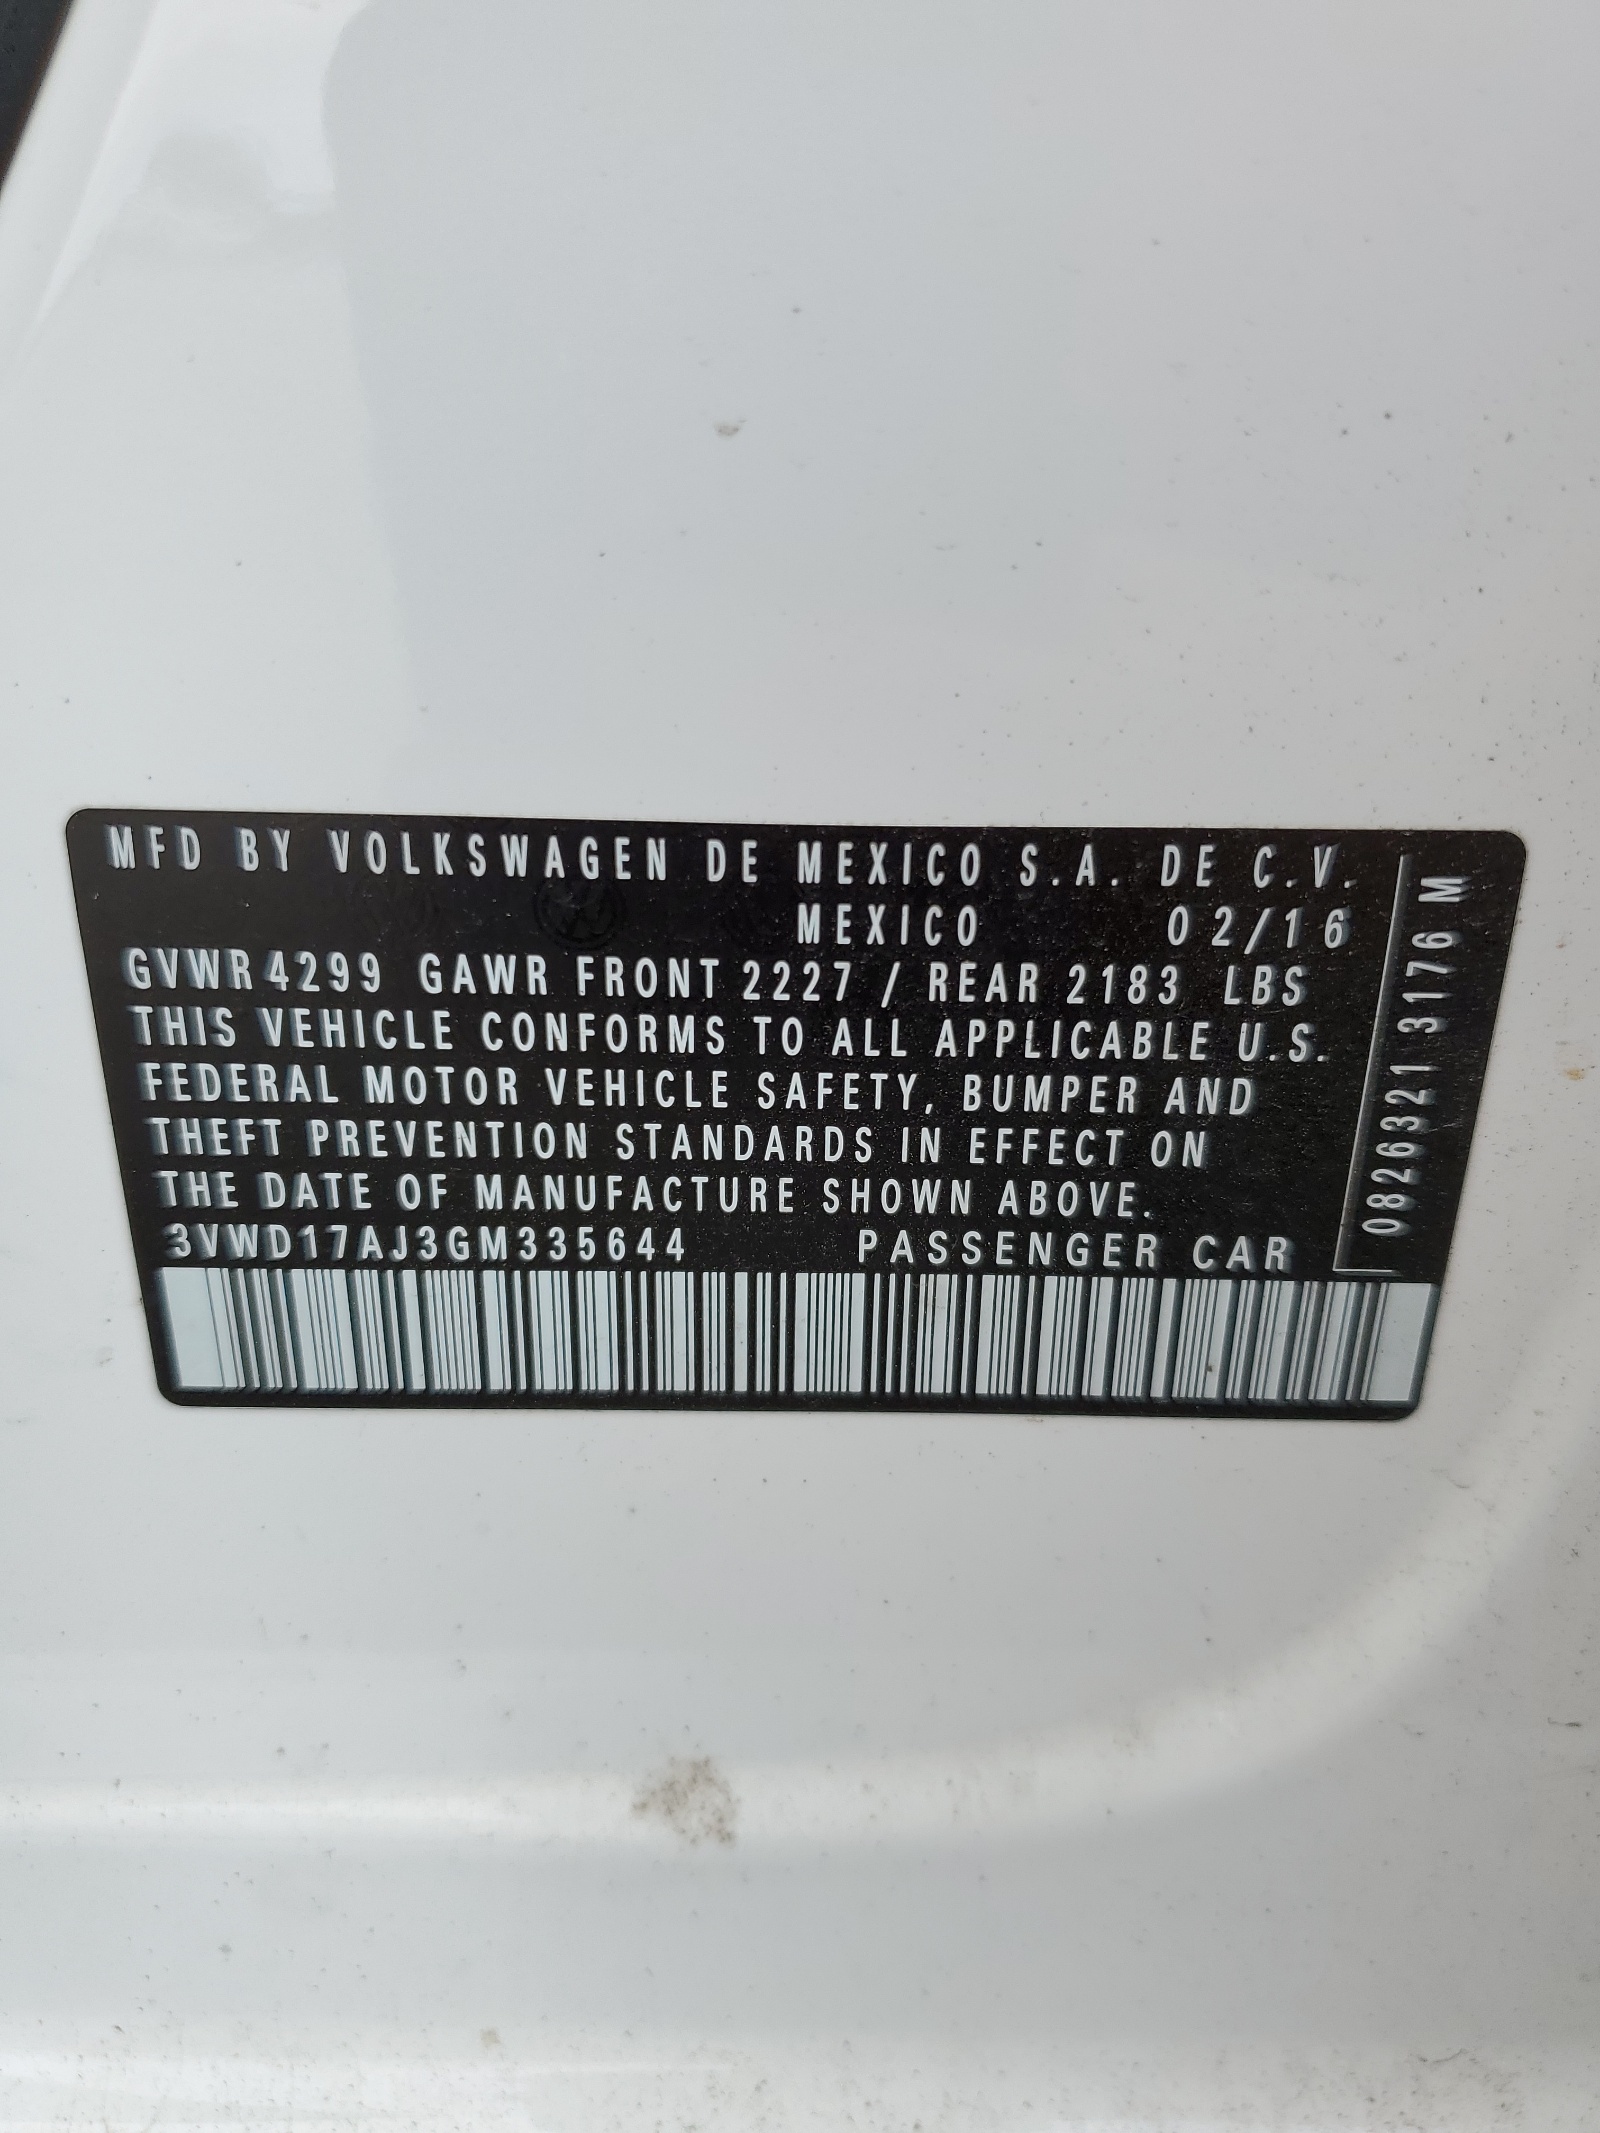 MFD BY VOLKSWAGEN DE MEXICO S.A. DE C.V.
MEXICO 02/16
GVWR 4299 GAWR FRONT 2227 / REAR 2183 LBS
THIS VEHICLE CONFORMS TO ALL APPLICABLE U.S.
FEDERAL MOTOR VEHICLE SAFETY, BUMPER AND
THEFT PREVENTION STANDARDS IN EFFECT ON
THE DATE OF MANUFACTURE SHOWN ABOVE.
3VWD17AJ3GM335644 PASSENGER CAR
0826321 3176 M